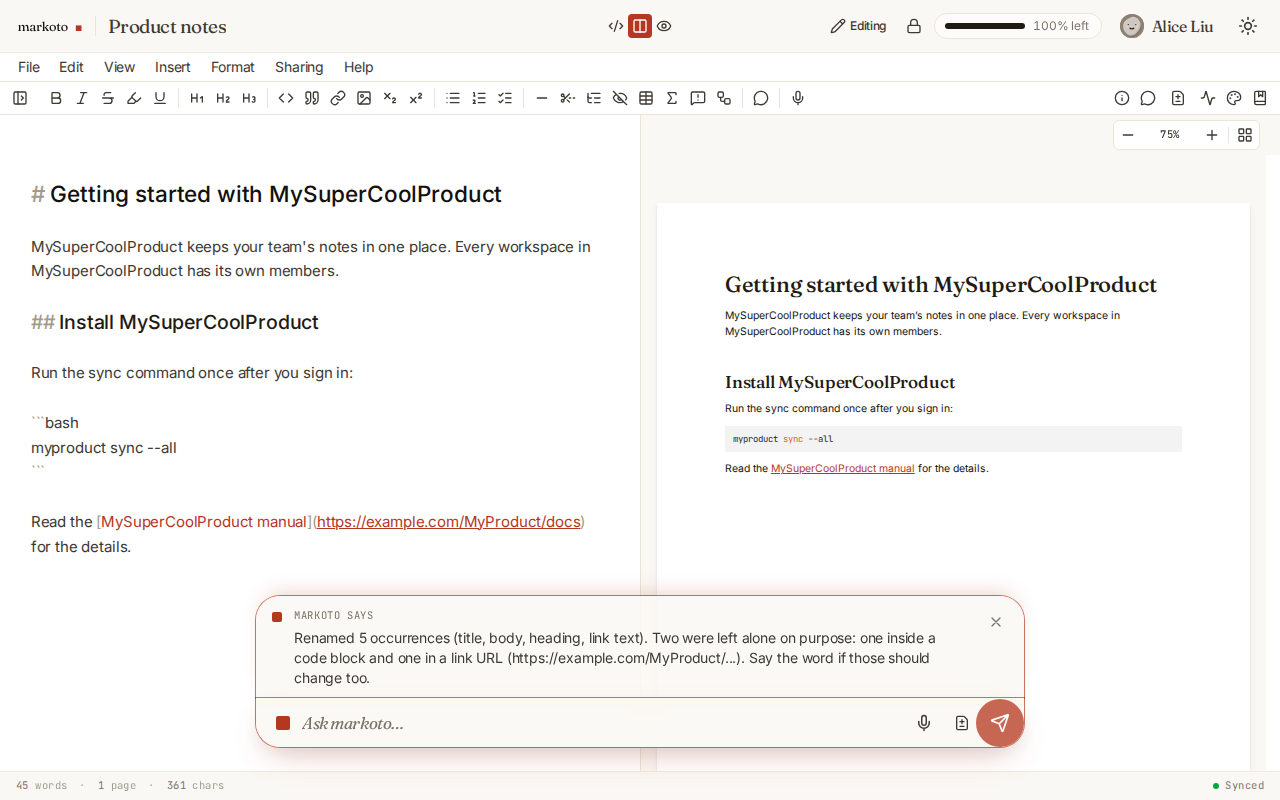 markoto
Product notes
Editing
100% left
Alice Liu
File Edit View Insert Format Sharing Help
B I S U H1 H2 H3 x2 x²
75%
# Getting started with MySuperCoolProduct
MySuperCoolProduct keeps your team's notes in one place. Every workspace in
MySuperCoolProduct has its own members.
## Install MySuperCoolProduct
Run the sync command once after you sign in:
```bash
myproduct sync --all
```
Read the [MySuperCoolProduct manual](https://example.com/MyProduct/docs)
for the details.
Getting started with MySuperCoolProduct
MySuperCoolProduct keeps your team’s notes in one place. Every workspace in
MySuperCoolProduct has its own members.
Install MySuperCoolProduct
Run the sync command once after you sign in:
myproduct sync --all
Read the MySuperCoolProduct manual for the details.
MARKOTO SAYS
Renamed 5 occurrences (title, body, heading, link text). Two were left alone on purpose: one inside a
code block and one in a link URL (https://example.com/MyProduct/...). Say the word if those should
change too.
Ask markoto...
45 words · 1 page · 361 chars
Synced